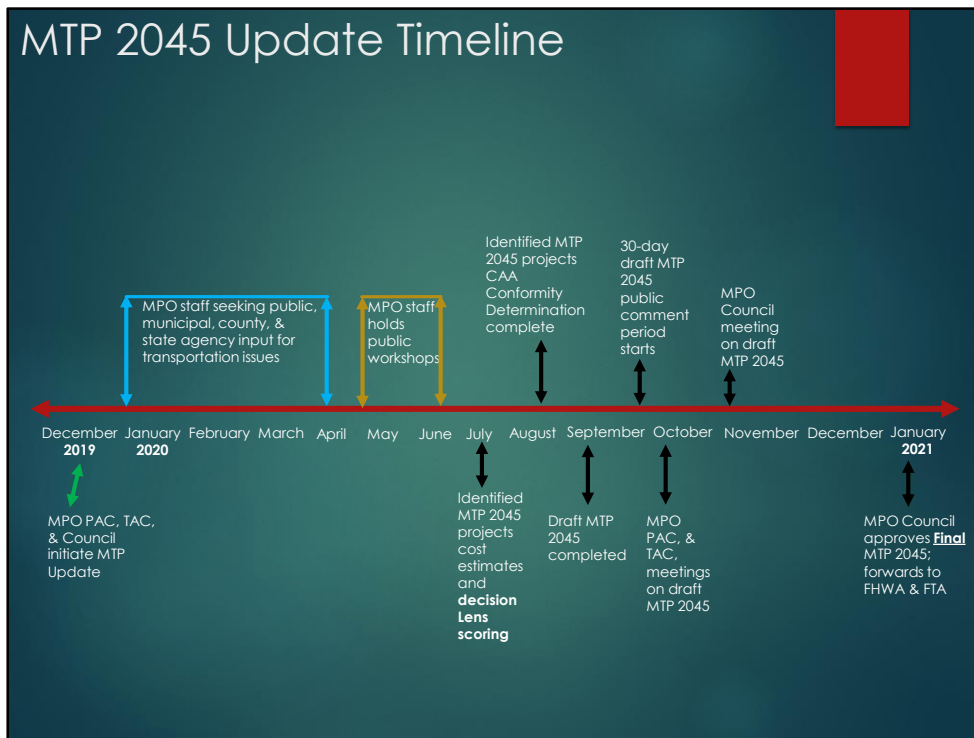 MTP 2045 Update Timeline
Identified MTP
2045 projects
CAA
Conformity
Determination
complete
30-day
draft MTP
2045
public
comment
period
starts
MPO
Council
meeting
on draft
MTP 2045
MPO staff seeking public,
municipal, county, &
state agency input for
transportation issues
MPO staff
holds
public
workshops
December January February March April May June July August September October November December January
2019 2020 2021
MPO PAC, TAC,
& Council
initiate MTP
Update
Identified
MTP 2045
projects
cost
estimates
and
decision
Lens
scoring
Draft MTP
2045
completed
MPO
PAC, &
TAC,
meetings
on draft
MTP 2045
MPO Council
approves Final
MTP 2045;
forwards to
FHWA & FTA